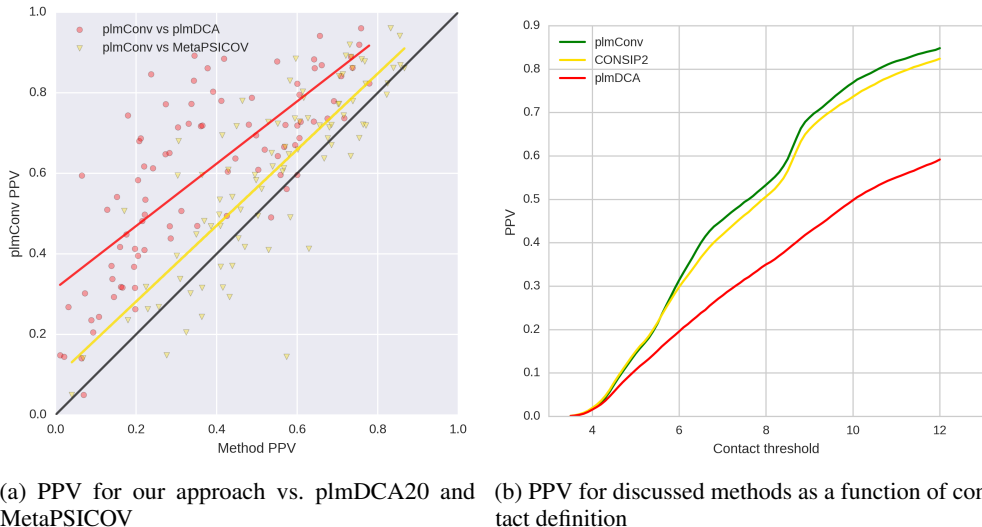 1.0
0.8
0.6
0.4
0.2
0.0
plmConv PPV
plmConv vs plmDCA
plmConv vs MetaPSICOV
0.0 0.2 0.4 0.6 0.8 1.0
Method PPV
0.9
0.8
0.7
0.6
0.5
0.4
0.3
0.2
0.1
0.0
PPV
plmConv
CONSIP2
plmDCA
4 6 8 10 12
Contact threshold
(a) PPV for our approach vs. plmDCA20 and
MetaPSICOV
(b) PPV for discussed methods as a function of con
tact definition